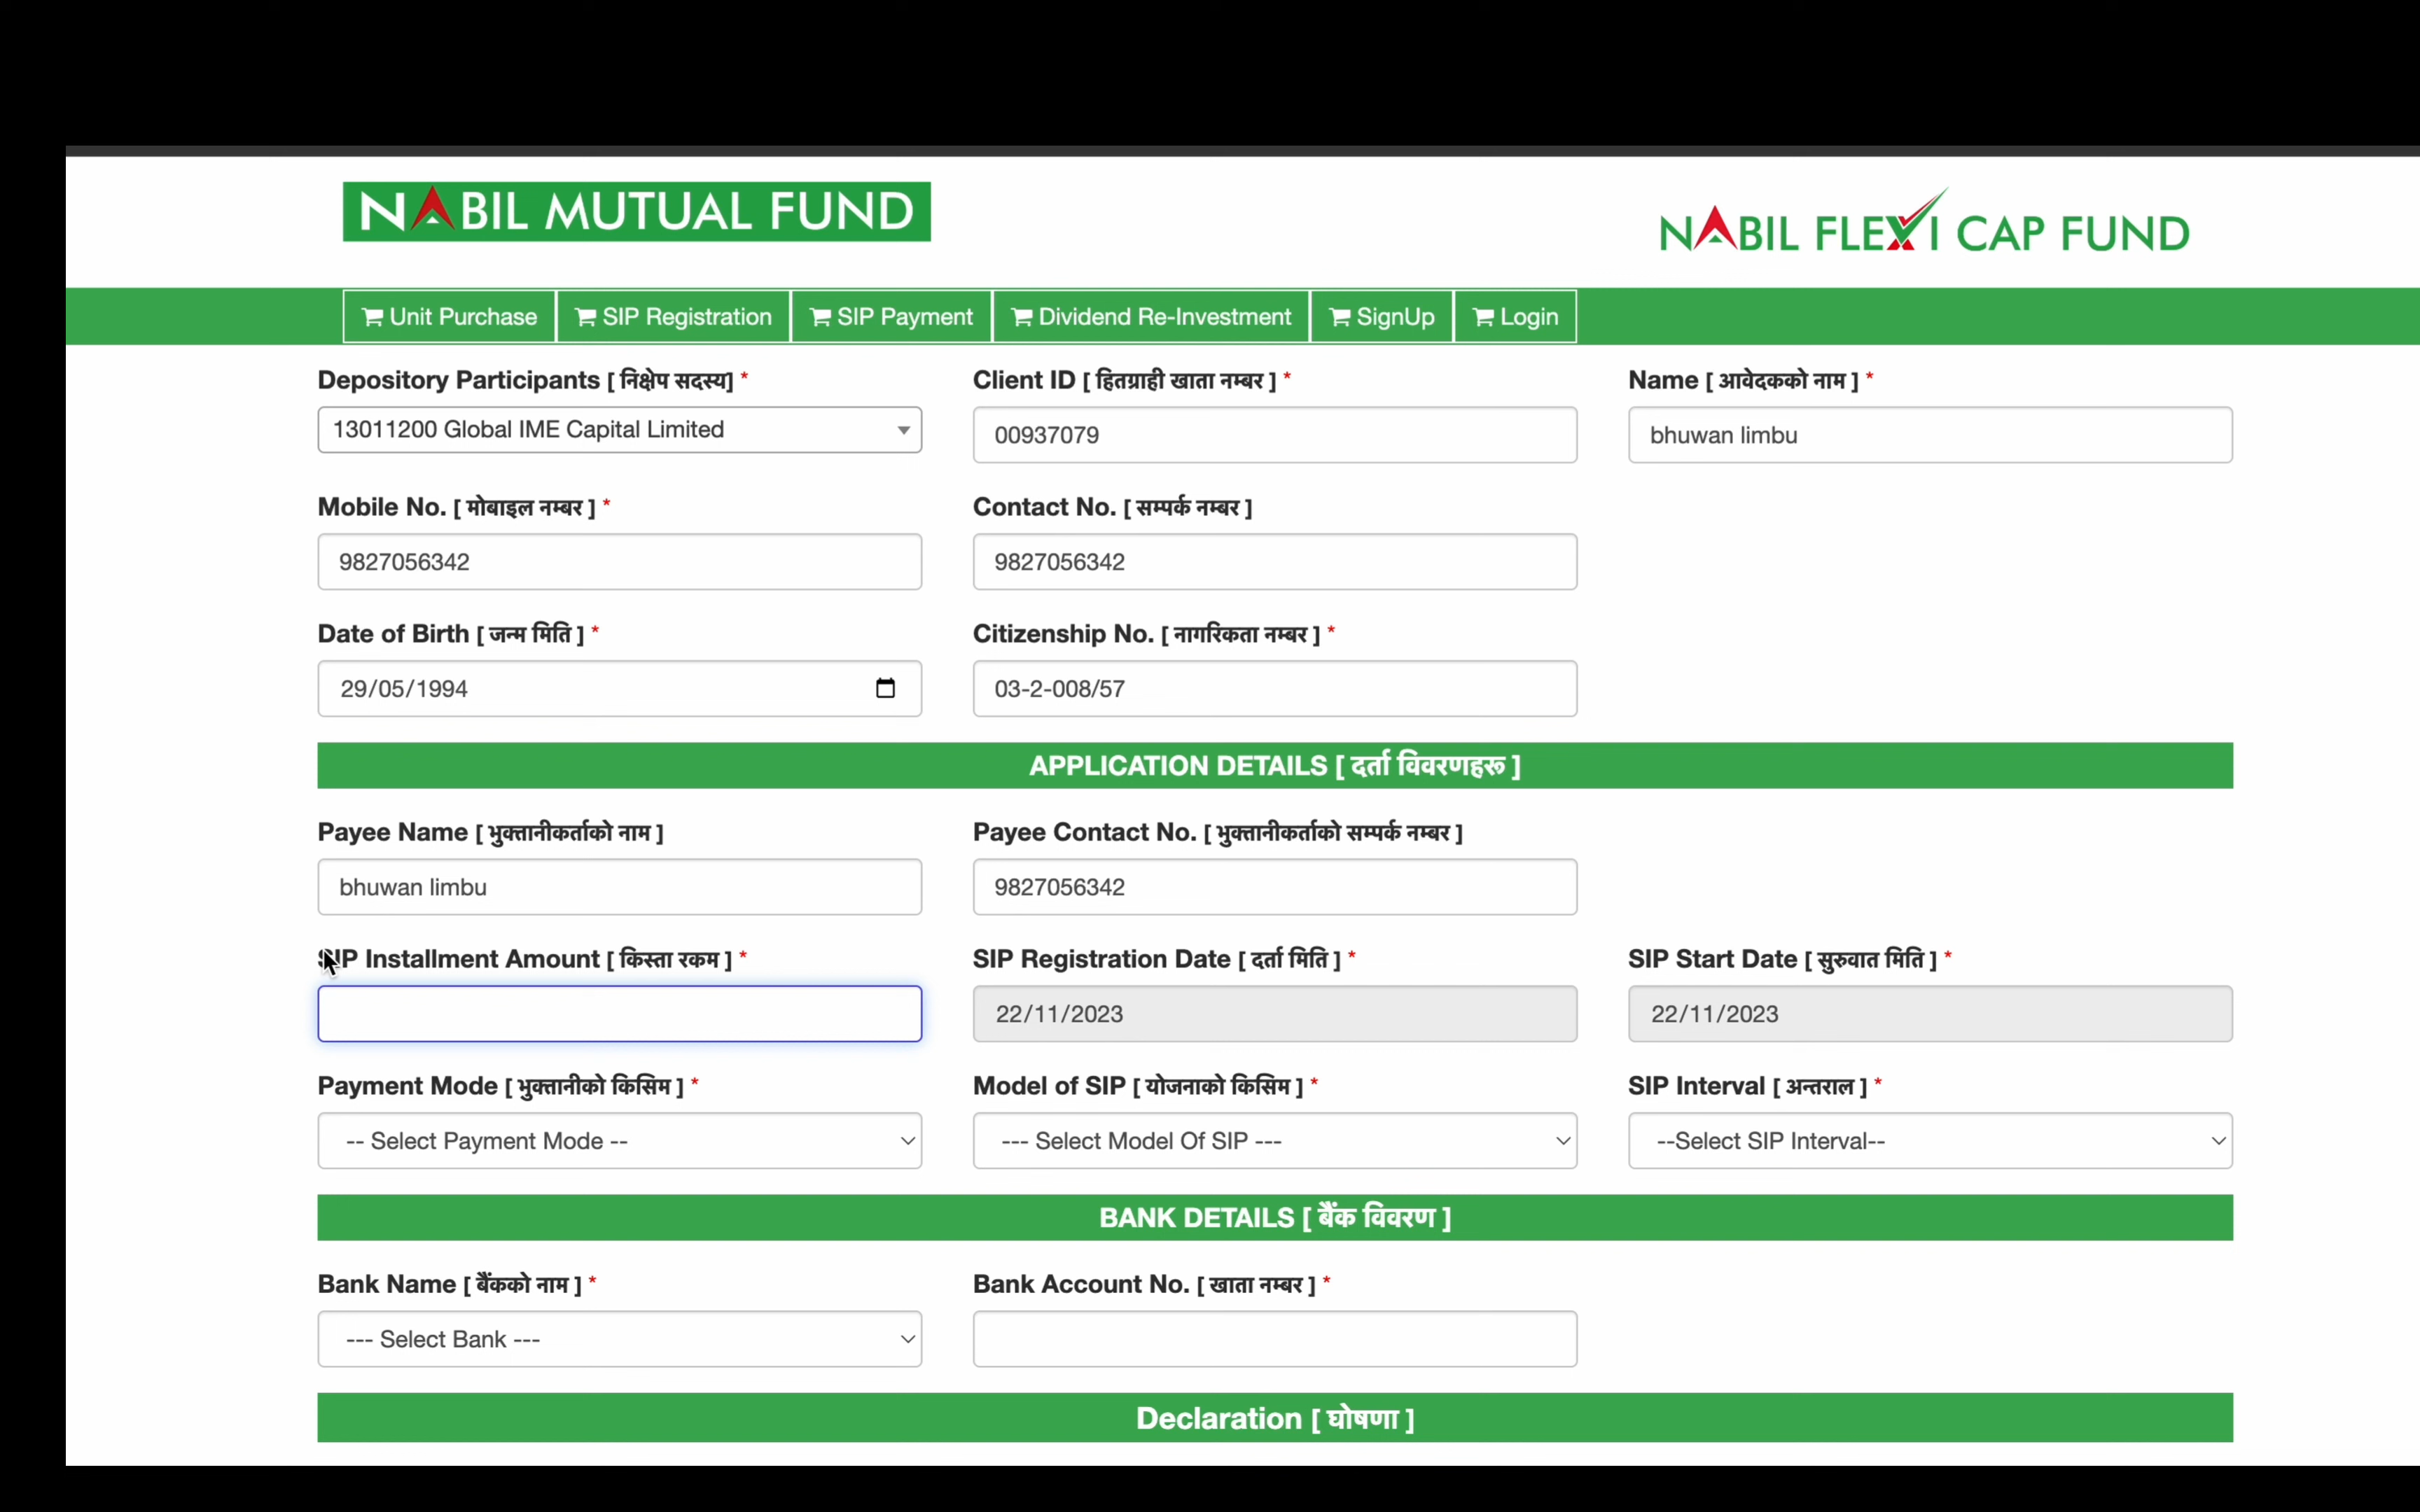 NABIL MUTUAL FUND
NABIL FLEXI CAP FUND
Unit Purchase SIP Registration SIP Payment Dividend Re-Investment SignUp Login
Depository Participants [ निक्षेप सदस्य] * Client ID [ हितग्राही खाता नम्बर ] * Name [ आवेदकको नाम ] *
13011200 Global IME Capital Limited 00937079 bhuwan limbu
Mobile No. [ मोबाइल नम्बर ] * Contact No. [ सम्पर्क नम्बर ]
9827056342 9827056342
Date of Birth [ जन्म मिति ] * Citizenship No. [ नागरिकता नम्बर ] *
29/05/1994 03-2-008/57
APPLICATION DETAILS [ दर्ता विवरणहरू ]
Payee Name [ भुक्तानीकर्ताको नाम ] Payee Contact No. [ भुक्तानीकर्ताको सम्पर्क नम्बर ]
bhuwan limbu 9827056342
SIP Installment Amount [ किस्ता रकम ] * SIP Registration Date [ दर्ता मिति ] * SIP Start Date [ सुरुवात मिति ] *
22/11/2023 22/11/2023
Payment Mode [ भुक्तानीको किसिम ] * Model of SIP [ योजनाको किसिम ] * SIP Interval [ अन्तराल ] *
-- Select Payment Mode -- --- Select Model Of SIP --- --Select SIP Interval--
BANK DETAILS [ बैंक विवरण ]
Bank Name [ बैंकको नाम ] * Bank Account No. [ खाता नम्बर ] *
--- Select Bank ---
Declaration [ घोषणा ]